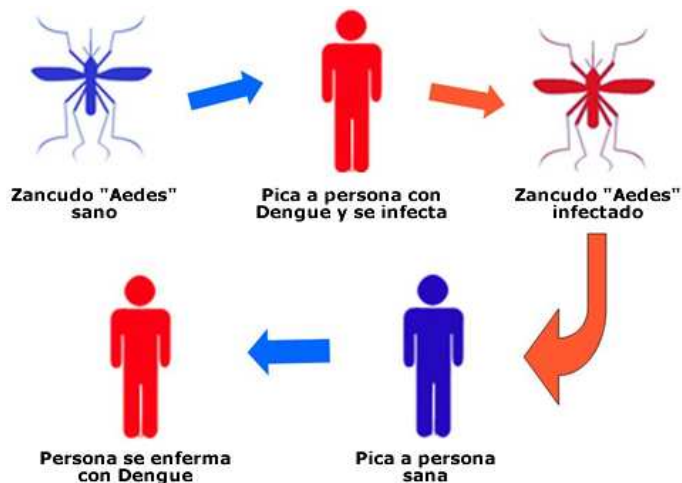 Zancudo "Aedes"
sano
Pica a persona con
Dengue y se infecta
Zancudo "Aedes"
infectado
Persona se enferma
con Dengue
Pica a persona
sana